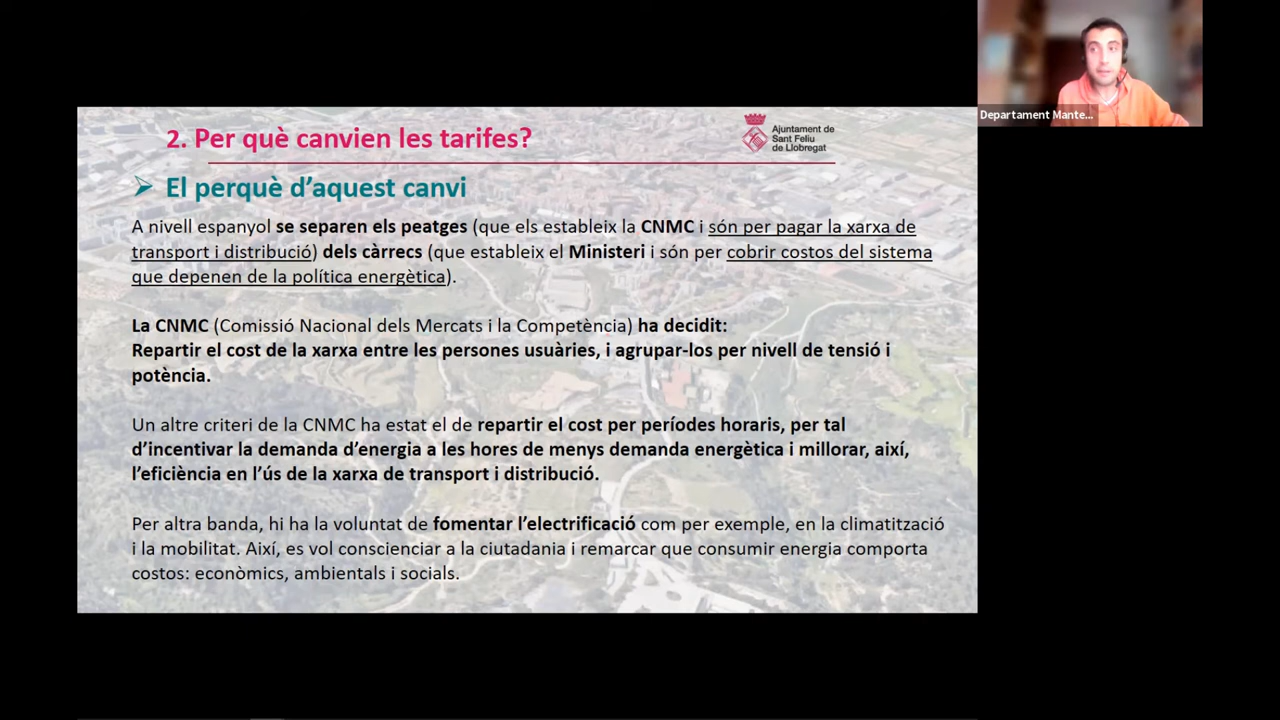 2. Per què canvien les tarifes?
Ajuntament de
Sant Feliu
de Llobregat
El perquè d'aquest canvi
A nivell espanyol se separen els peatges (que els estableix la CNMC i són per pagar la xarxa de
transport i distribució) dels càrrecs (que estableix el Ministeri i són per cobrir costos del sistema
que depenen de la política energètica).
La CNMC (Comissió Nacional dels Mercats i la Competència) ha decidit:
Repartir el cost de la xarxa entre les persones usuàries, i agrupar-los per nivell de tensió i
potència.
Un altre criteri de la CNMC ha estat el de repartir el cost per períodes horaris, per tal
d'incentivar la demanda d'energia a les hores de menys demanda energètica i millorar, així,
l'eficiència en l'ús de la xarxa de transport i distribució.
Per altra banda, hi ha la voluntat de fomentar l'electrificació com per exemple, en la climatització
i la mobilitat. Així, es vol conscienciar a la ciutadania i remarcar que consumir energia comporta
costos: econòmics, ambientals i socials.
Departament Mante...